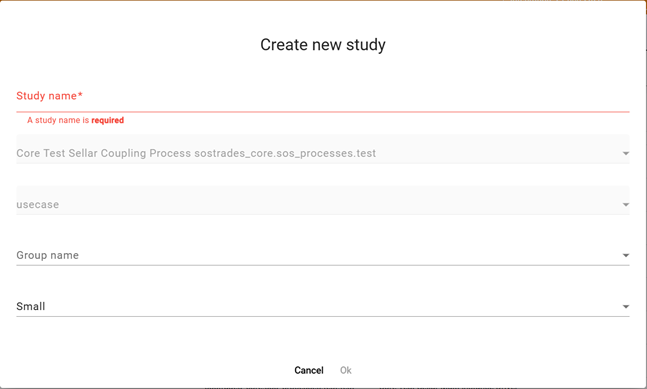 Create new study
Study name*
A study name is required
Core Test Sellar Coupling Process sostrades_core.sos_processes.test
usecase
Group name
Small
Cancel Ok